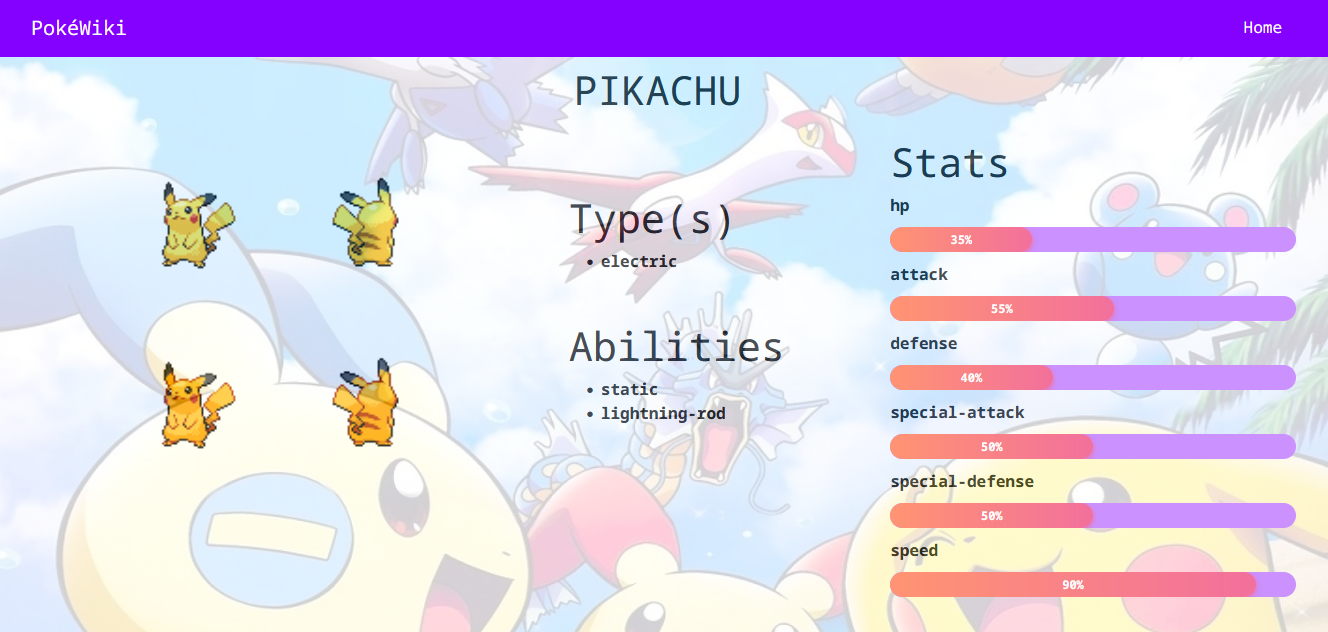 PokéWiki
Home
PIKACHU
Type(s)
• electric
Abilities
• static
• lightning-rod
Stats
hp
35%
attack
55%
defense
40%
special-attack
50%
special-defense
50%
speed
90%